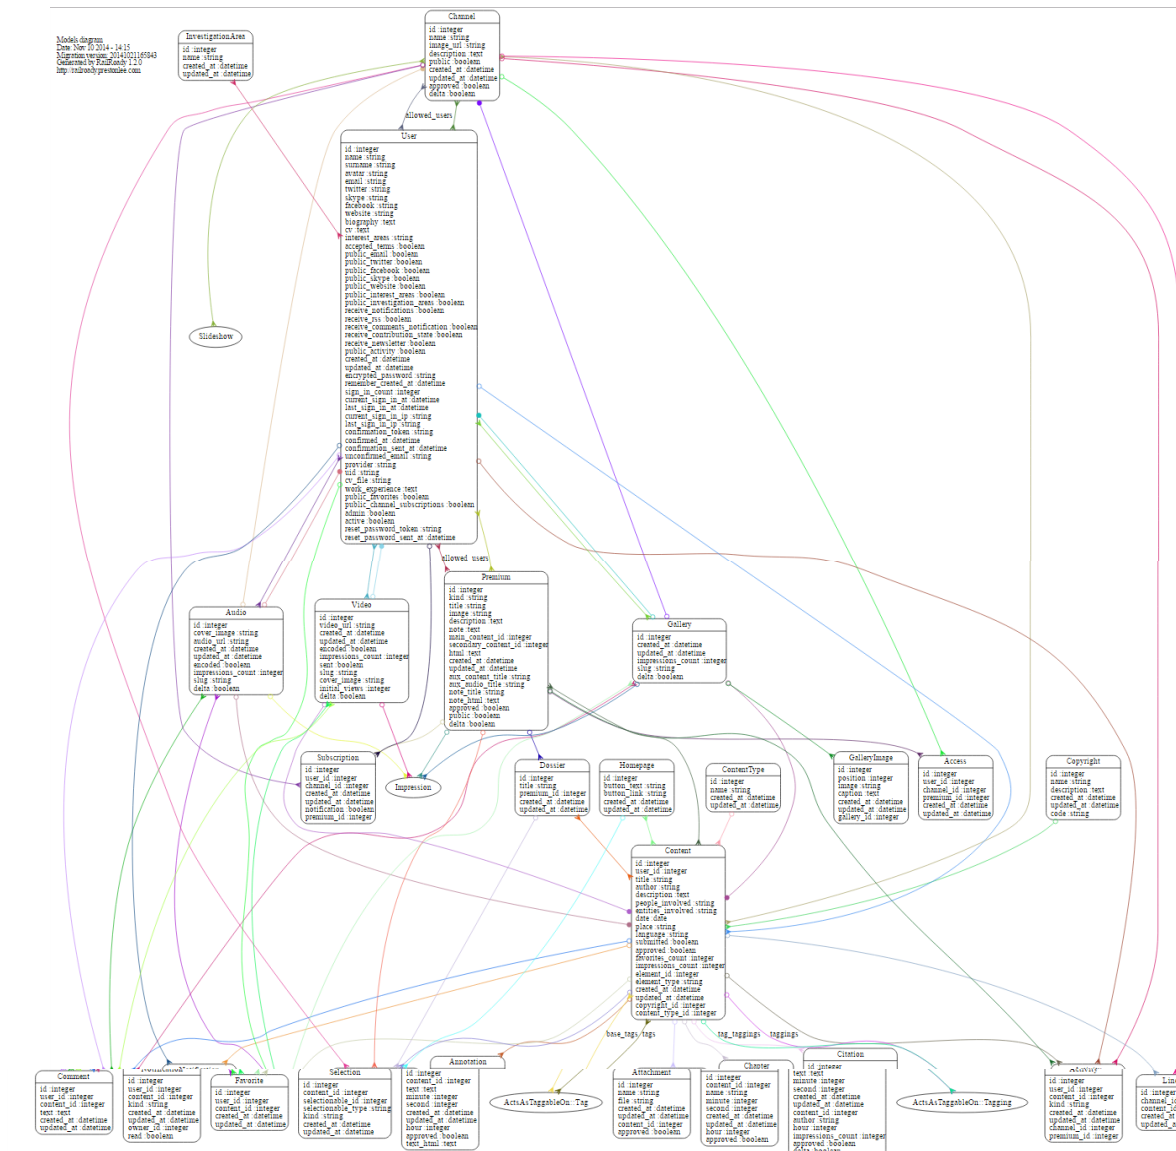 Models diagram
Date: Nov 10 2014 - 14:15
Migration version: 20141021165843
Generated by RailRoady 1.2.0
http://railroady.prestonlee.com
InvestigationArea
id :integer
name :string
created_at :datetime
updated_at :datetime
Channel
id :integer
name :string
image_url :string
description :text
public :boolean
created_at :datetime
updated_at :datetime
approved :boolean
delta :boolean
allowed_users
User
id :integer
name :string
surname :string
avatar :string
email :string
twitter :string
skype :string
facebook :string
website :string
biography :text
cv :text
interest_areas :string
accepted_terms :boolean
public_email :boolean
public_twitter :boolean
public_facebook :boolean
public_skype :boolean
public_website :boolean
public_interest_areas :boolean
public_investigation_areas :boolean
receive_notifications :boolean
receive_rss :boolean
receive_comments_notification :boolean
receive_contribution_state :boolean
receive_newsletter :boolean
public_activity :boolean
created_at :datetime
updated_at :datetime
encrypted_password :string
remember_created_at :datetime
sign_in_count :integer
current_sign_in_at :datetime
last_sign_in_at :datetime
current_sign_in_ip :string
last_sign_in_ip :string
confirmation_token :string
confirmed_at :datetime
confirmation_sent_at :datetime
unconfirmed_email :string
provider :string
uid :string
cv_file :string
work_experience :text
public_favorites :boolean
public_channel_subscriptions :boolean
admin :boolean
active :boolean
reset_password_token :string
reset_password_sent_at :datetime
Slideshow
allowed_users
Audio
id :integer
cover_image :string
audio_url :string
created_at :datetime
updated_at :datetime
encoded :boolean
impressions_count :integer
slug :string
delta :boolean
Video
id :integer
video_url :string
created_at :datetime
updated_at :datetime
encoded :boolean
impressions_count :integer
sent :boolean
slug :string
cover_image :string
initial_views :integer
delta :boolean
Premium
id :integer
kind :string
title :string
image :string
description :text
note :text
main_content_id :integer
secondary_content_id :integer
html :text
created_at :datetime
updated_at :datetime
aux_content_title :string
aux_audio_title :string
note_title :string
note_html :text
approved :boolean
public :boolean
delta :boolean
Gallery
id :integer
created_at :datetime
updated_at :datetime
impressions_count :integer
slug :string
delta :boolean
Subscription
id :integer
user_id :integer
channel_id :integer
created_at :datetime
updated_at :datetime
notification :boolean
premium_id :integer
Impression
Dossier
id :integer
title :string
premium_id :integer
created_at :datetime
updated_at :datetime
Homepage
id :integer
button_text :string
button_link :string
created_at :datetime
updated_at :datetime
ContentType
id :integer
name :string
created_at :datetime
updated_at :datetime
GalleryImage
id :integer
position :integer
image :string
caption :text
created_at :datetime
updated_at :datetime
gallery_id :integer
Access
id :integer
user_id :integer
channel_id :integer
premium_id :integer
created_at :datetime
updated_at :datetime
Copyright
id :integer
name :string
description :text
created_at :datetime
updated_at :datetime
code :string
Content
id :integer
user_id :integer
title :string
author :string
description :text
people_involved :string
entities_involved :string
date :date
place :string
language :string
submitted :boolean
approved :boolean
favorites_count :integer
impressions_count :integer
element_id :integer
element_type :string
created_at :datetime
updated_at :datetime
copyright_id :integer
content_type_id :integer
base_tags
tags
tag_taggings
taggings
Comment
id :integer
user_id :integer
content_id :integer
text :text
created_at :datetime
updated_at :datetime
id :integer
user_id :integer
content_id :integer
kind :string
created_at :datetime
updated_at :datetime
owner_id :integer
read :boolean
Favorite
id :integer
user_id :integer
content_id :integer
created_at :datetime
updated_at :datetime
Selection
id :integer
content_id :integer
selectionable_id :integer
selectionable_type :string
kind :string
created_at :datetime
updated_at :datetime
Annotation
id :integer
content_id :integer
text :text
minute :integer
second :integer
created_at :datetime
updated_at :datetime
hour :integer
approved :boolean
text_html :text
ActsAsTaggableOn::Tag
Attachment
id :integer
name :string
file :string
created_at :datetime
updated_at :datetime
content_id :integer
approved :boolean
Chapter
id :integer
content_id :integer
name :string
minute :integer
second :integer
created_at :datetime
updated_at :datetime
hour :integer
approved :boolean
Citation
text :text
minute :integer
second :integer
created_at :datetime
updated_at :datetime
content_id :integer
author :string
hour :integer
impressions_count :integer
approved :boolean
delta :boolean
ActsAsTaggableOn::Tagging
Activity
id :integer
user_id :integer
content_id :integer
kind :string
created_at :datetime
updated_at :datetime
channel_id :integer
premium_id :integer
id :integer
channel_id
content_id
created_at
updated_at